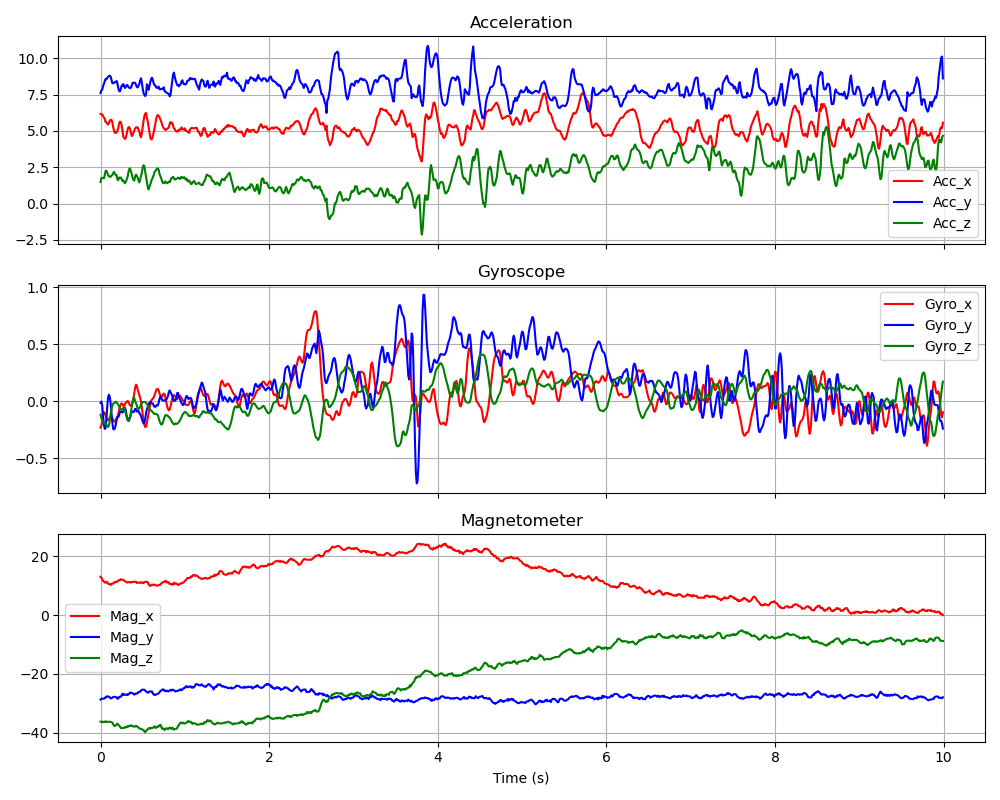 Acceleration
10.0
7.5
5.0
2.5
0.0
−2.5
Acc_x
Acc_y
Acc_z
Gyroscope
1.0
0.5
0.0
−0.5
Gyro_x
Gyro_y
Gyro_z
Magnetometer
20
0
−20
−40
Mag_x
Mag_y
Mag_z
0 2 4 6 8 10
Time (s)